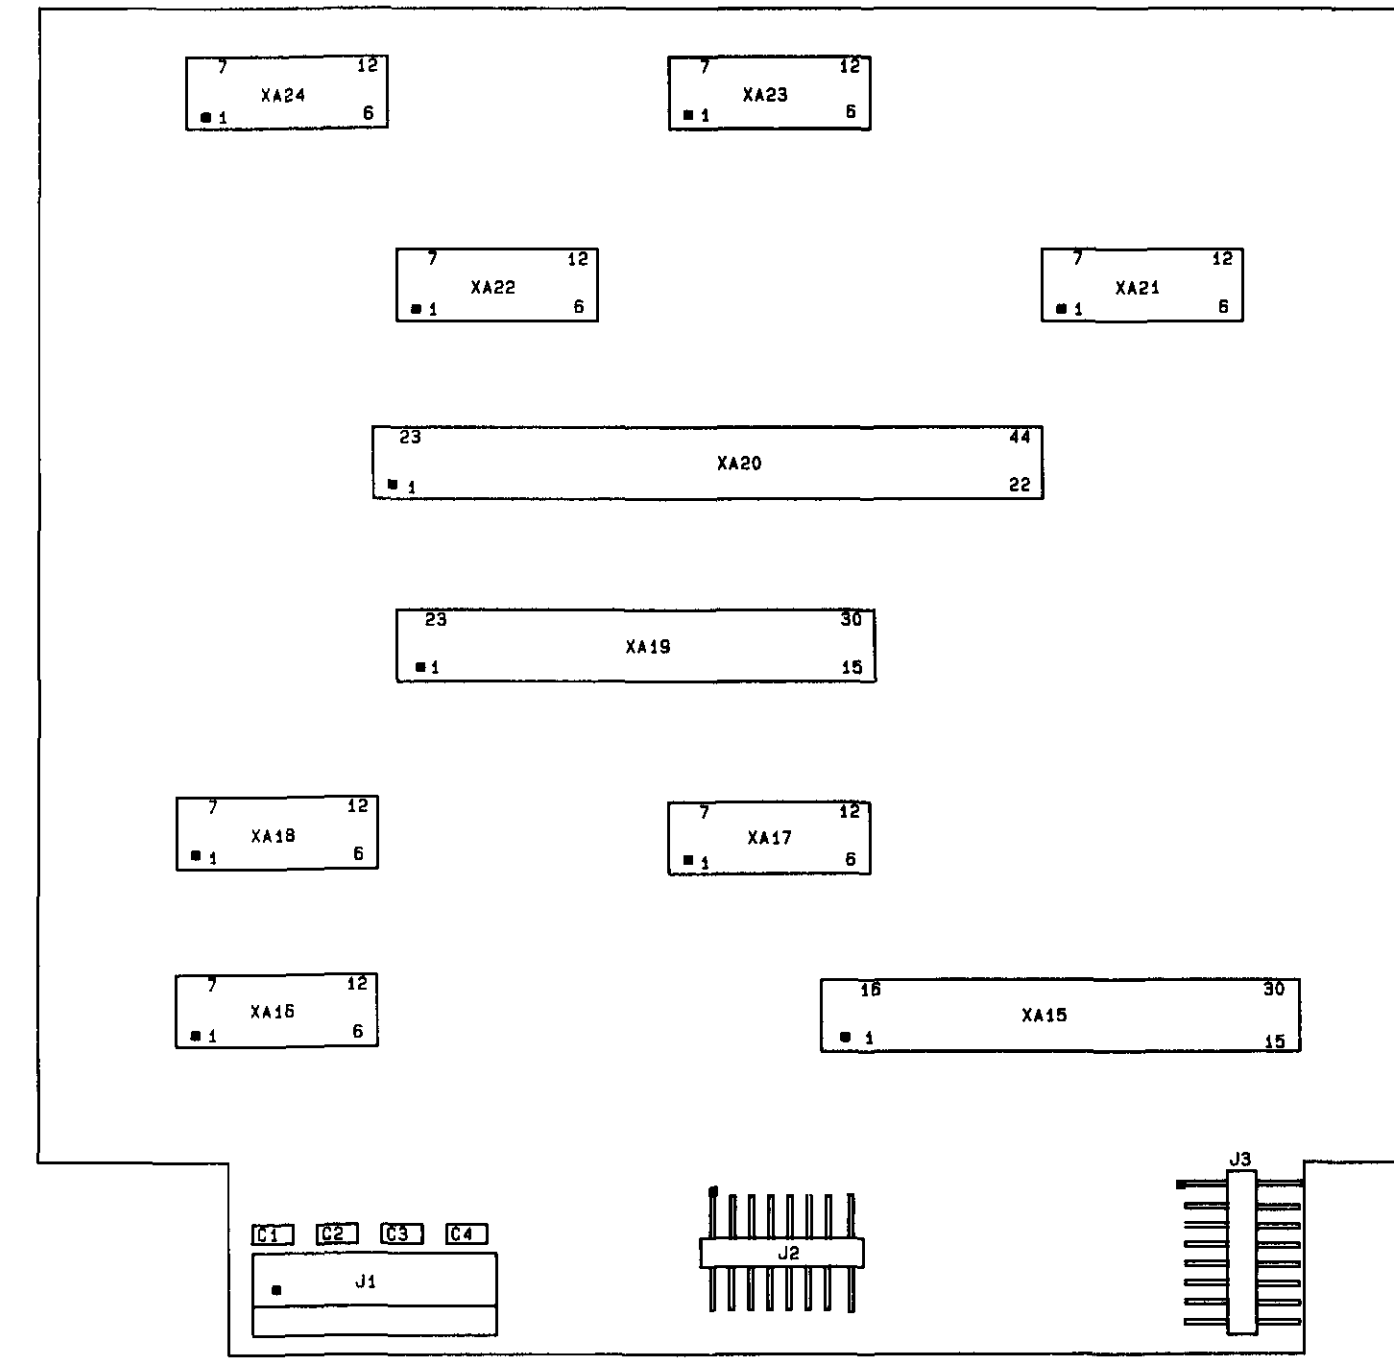 7 12 7 12
XA24 XA23
1 6 1 6
7 12 7 12
XA22 XA21
1 6 1 6
23 44
XA20
1 22
23 30
XA19
1 15
7 12 7 12
XA18 XA17
1 6 1 6
7 12 16 30
XA16 XA15
1 6 1 15
J3
C1 C2 C3 C4
J2
J1